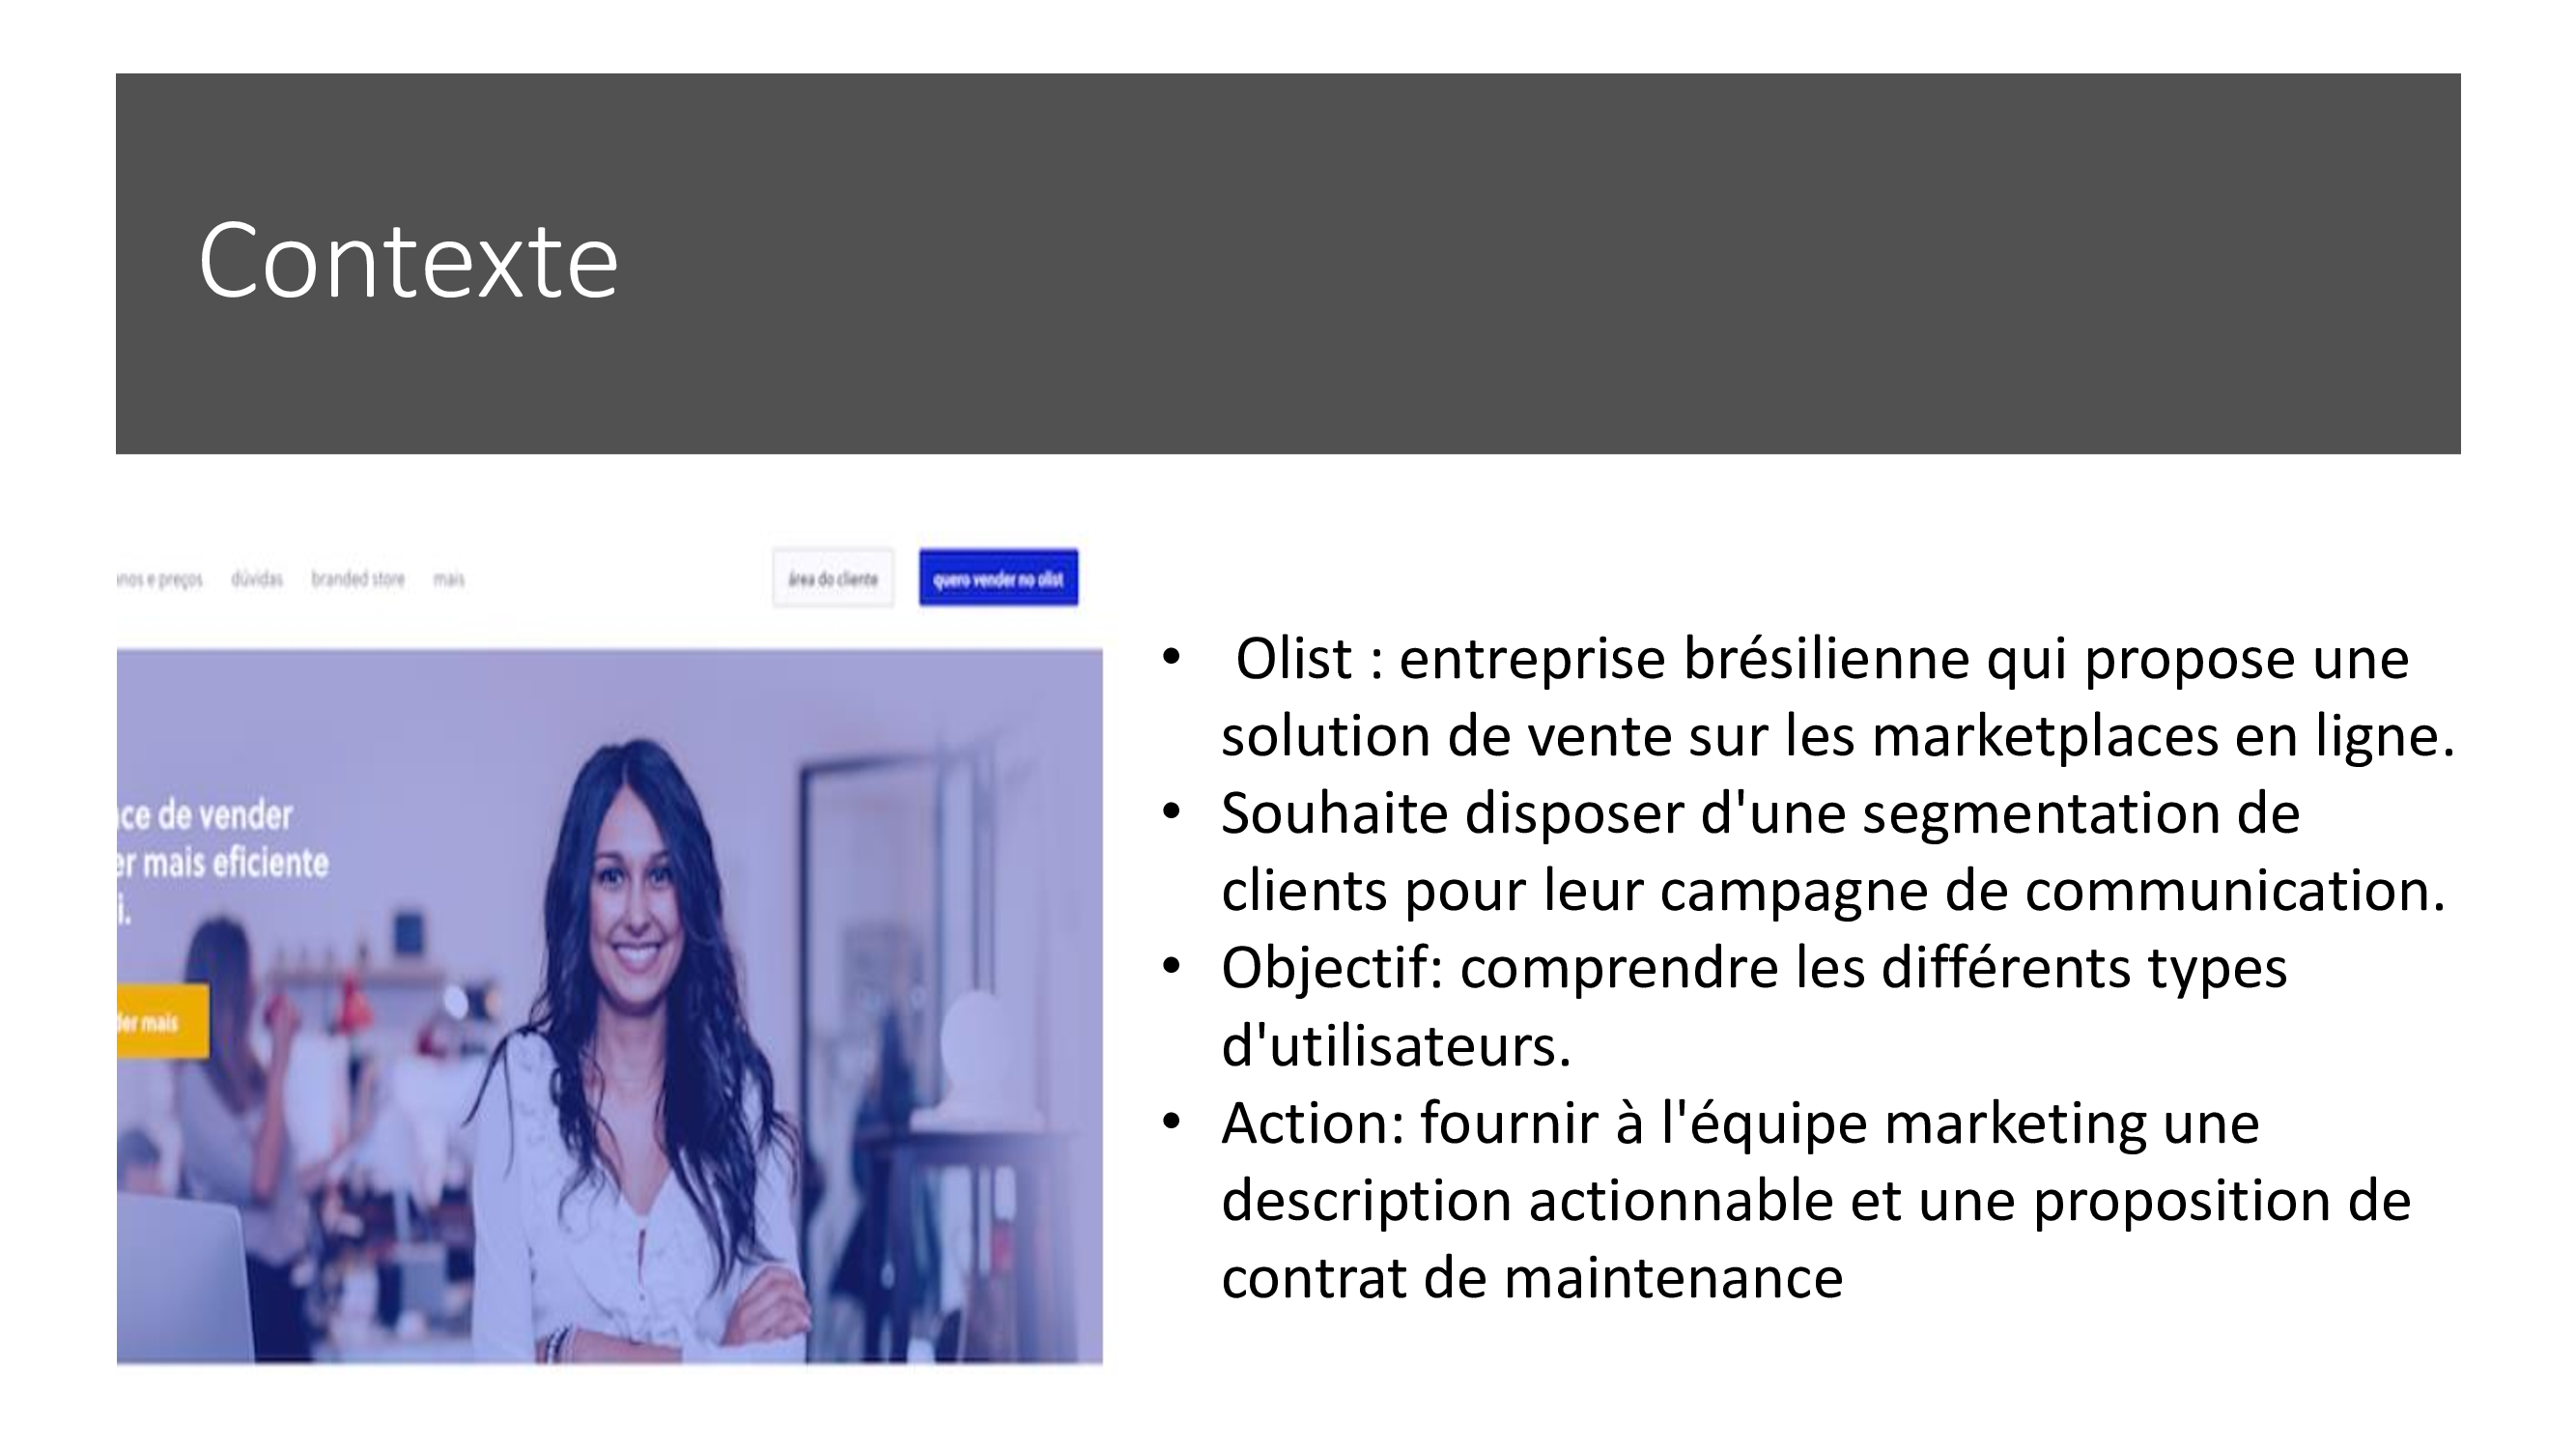 Contexte
e preços dúvidas branded store mais
área do cliente
quero vender no olist
de vender
mais eficiente
mais
• Olist : entreprise brésilienne qui propose une
solution de vente sur les marketplaces en ligne.
• Souhaite disposer d'une segmentation de
clients pour leur campagne de communication.
• Objectif: comprendre les différents types
d'utilisateurs.
• Action: fournir à l'équipe marketing une
description actionnable et une proposition de
contrat de maintenance